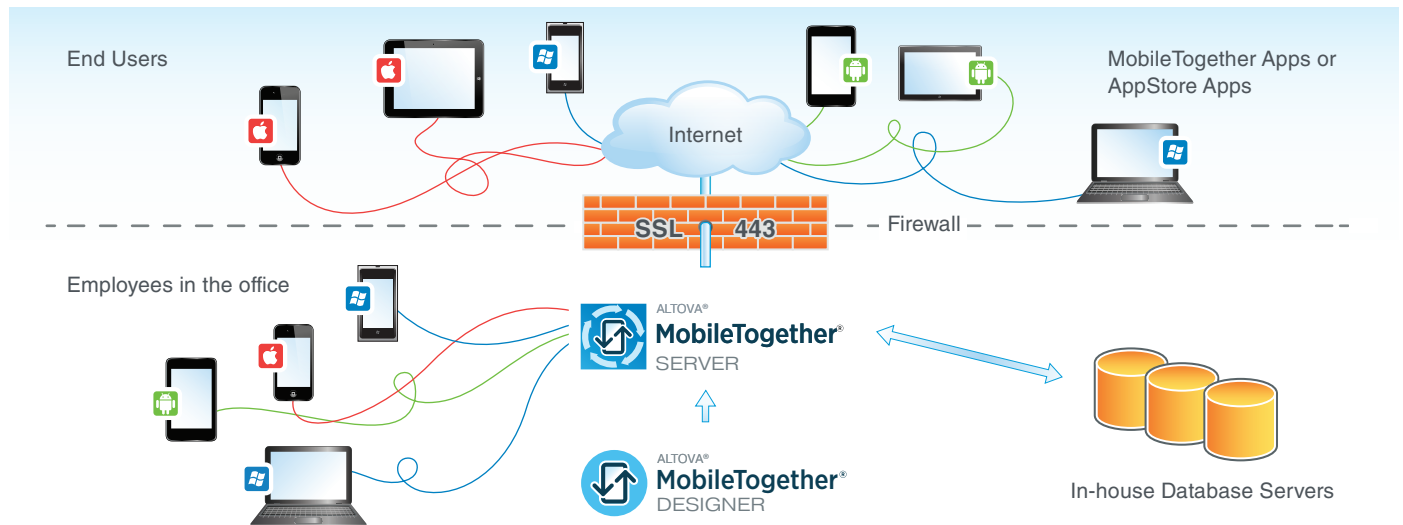 End Users
MobileTogether Apps or
AppStore Apps
Internet
SSL 443
Firewall
Employees in the office
ALTOVA®
MobileTogether®
SERVER
ALTOVA®
MobileTogether®
DESIGNER
In-house Database Servers